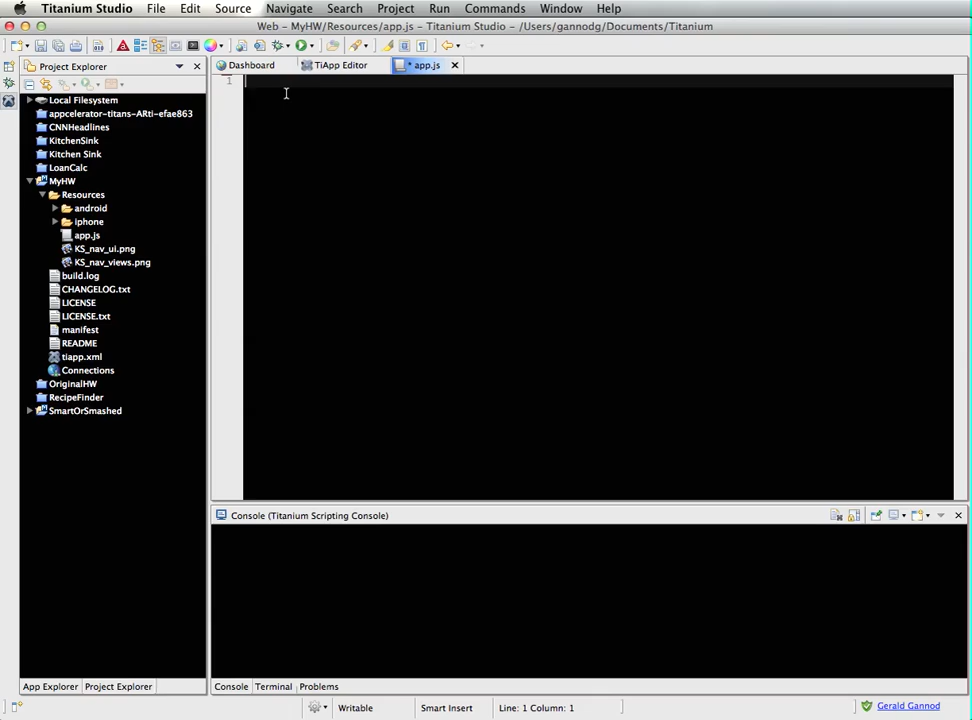 Titanium Studio File Edit Source Navigate Search Project Run Commands Window Help
Web – MyHW/Resources/app.js – Titanium Studio – /Users/gannodg/Documents/Titanium
Project Explorer
Dashboard TiApp Editor * app.js
1
Local Filesystem
appcelerator-titans-ARti-efae863
CNNHeadlines
KitchenSink
Kitchen Sink
LoanCalc
MyHW
Resources
android
iphone
app.js
KS_nav_ui.png
KS_nav_views.png
build.log
CHANGELOG.txt
LICENSE
LICENSE.txt
manifest
README
tiapp.xml
Connections
OriginalHW
RecipeFinder
SmartOrSmashed
Console (Titanium Scripting Console)
App Explorer Project Explorer
Console Terminal Problems
Writable Smart Insert Line: 1 Column: 1 Gerald Gannod